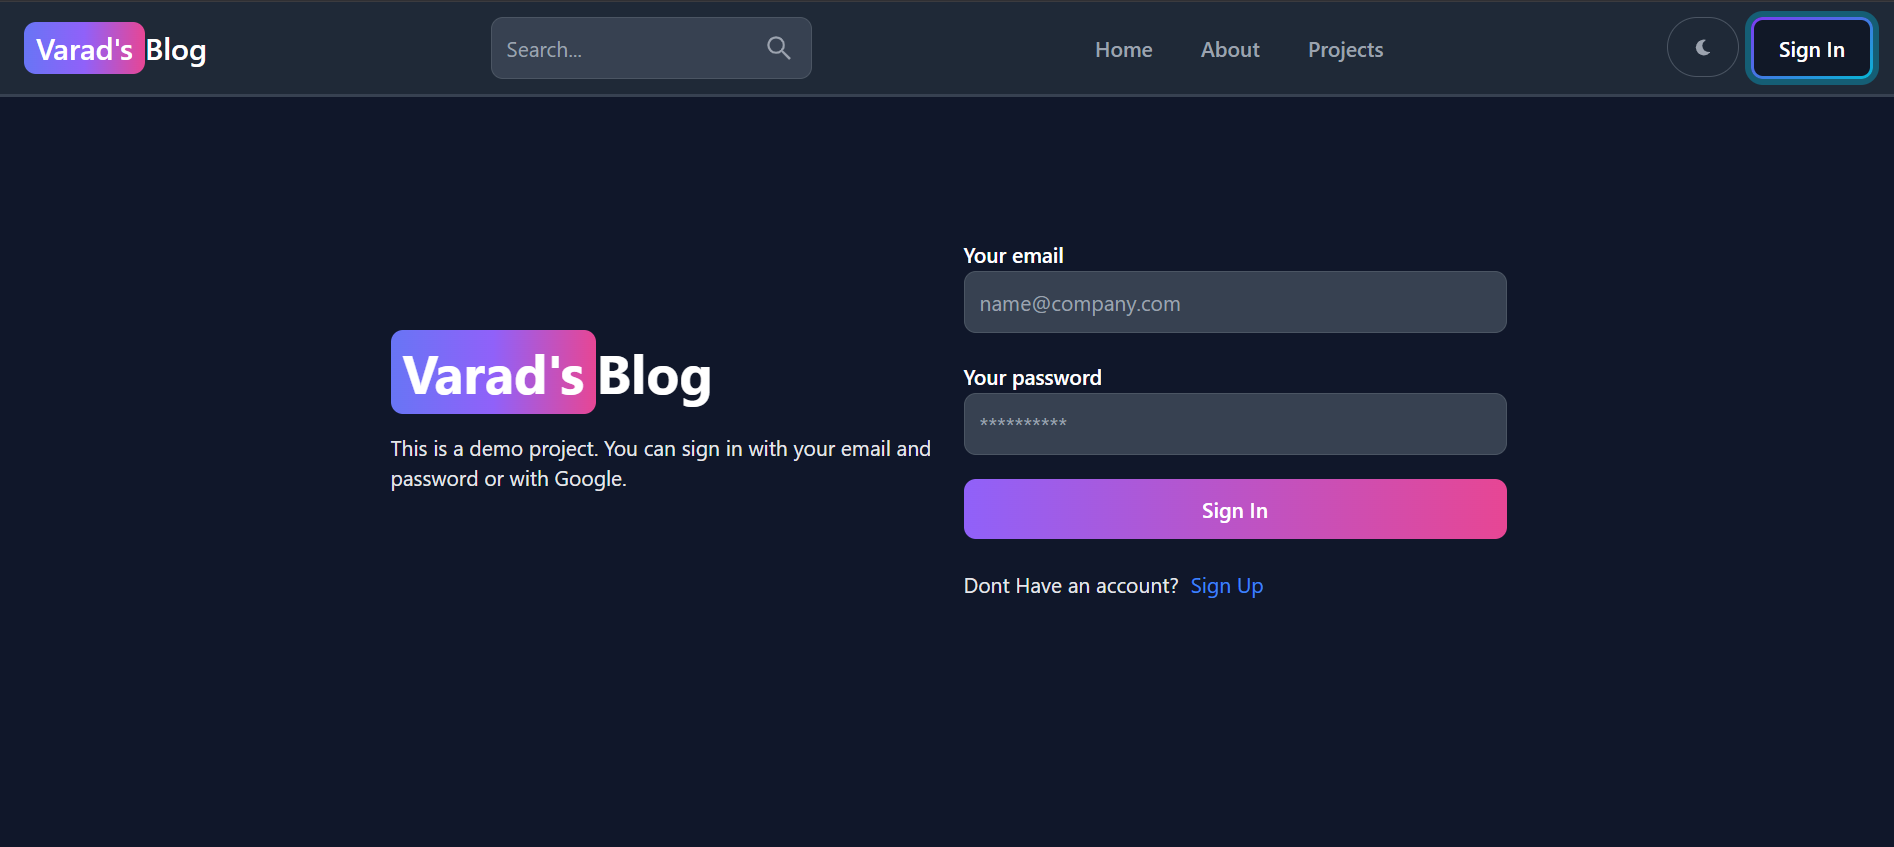 Varad's Blog
Search...
Home
About
Projects
Sign In
Varad's Blog
This is a demo project. You can sign in with your email and
password or with Google.
Your email
name@company.com
Your password
**********
Sign In
Dont Have an account? Sign Up